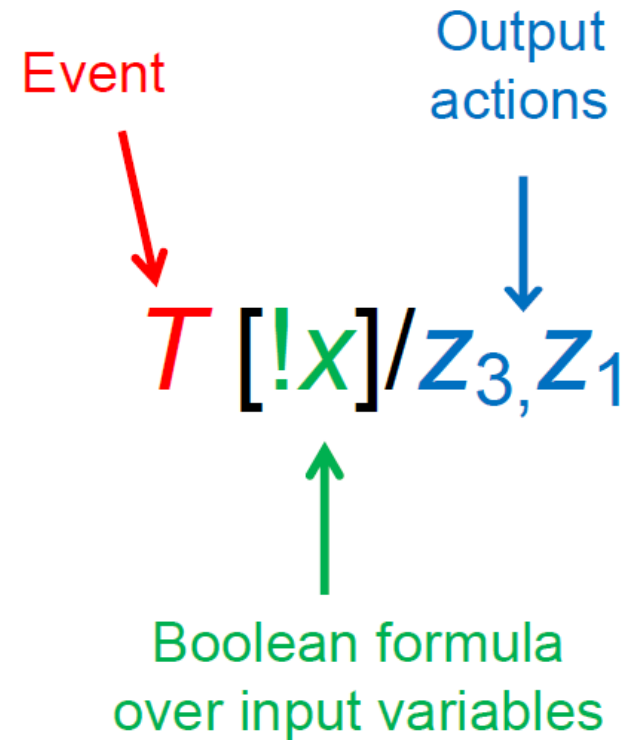 Event
Output
actions
T [!x]/z₃,z₁
Boolean formula
over input variables